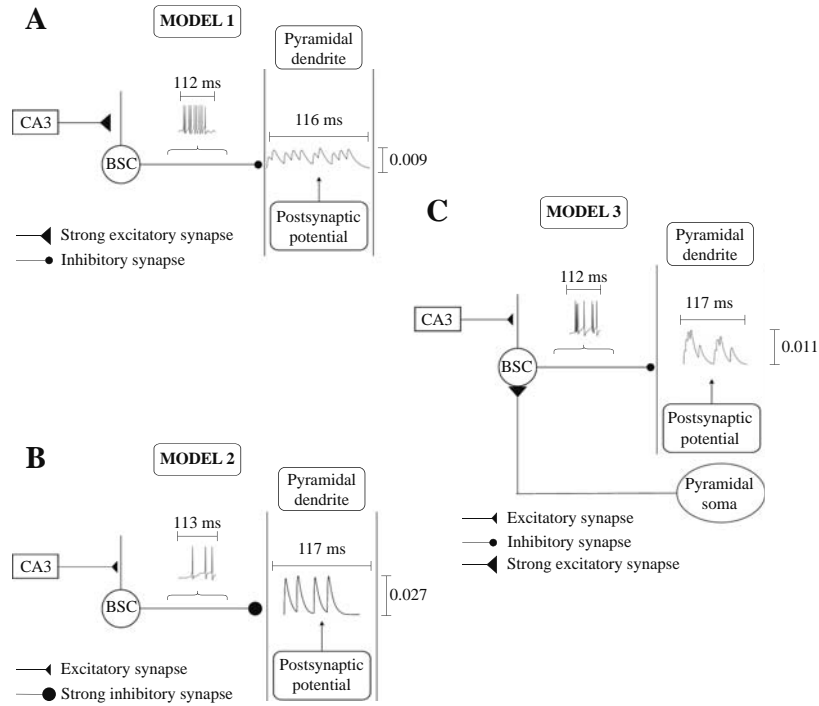 A
MODEL 1
Pyramidal
dendrite
112 ms
CA3
116 ms
0.009
BSC
Postsynaptic
potential
Strong excitatory synapse
Inhibitory synapse
B
MODEL 2
Pyramidal
dendrite
113 ms
117 ms
CA3
0.027
BSC
Postsynaptic
potential
Excitatory synapse
Strong inhibitory synapse
C
MODEL 3
Pyramidal
dendrite
112 ms
117 ms
CA3
0.011
BSC
Postsynaptic
potential
Pyramidal
soma
Excitatory synapse
Inhibitory synapse
Strong excitatory synapse